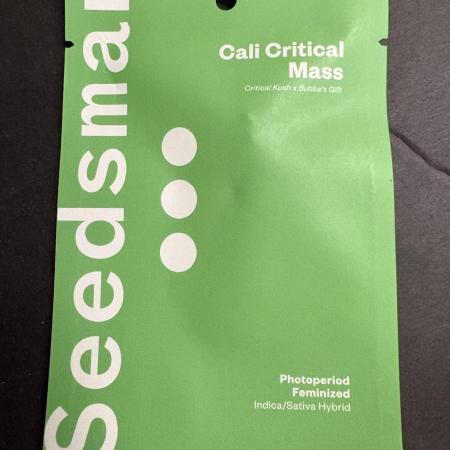 Seedsman
Cali Critical
Mass
Critical Kush x Bubba's Gift
Photoperiod
Feminized
Indica/Sativa Hybrid